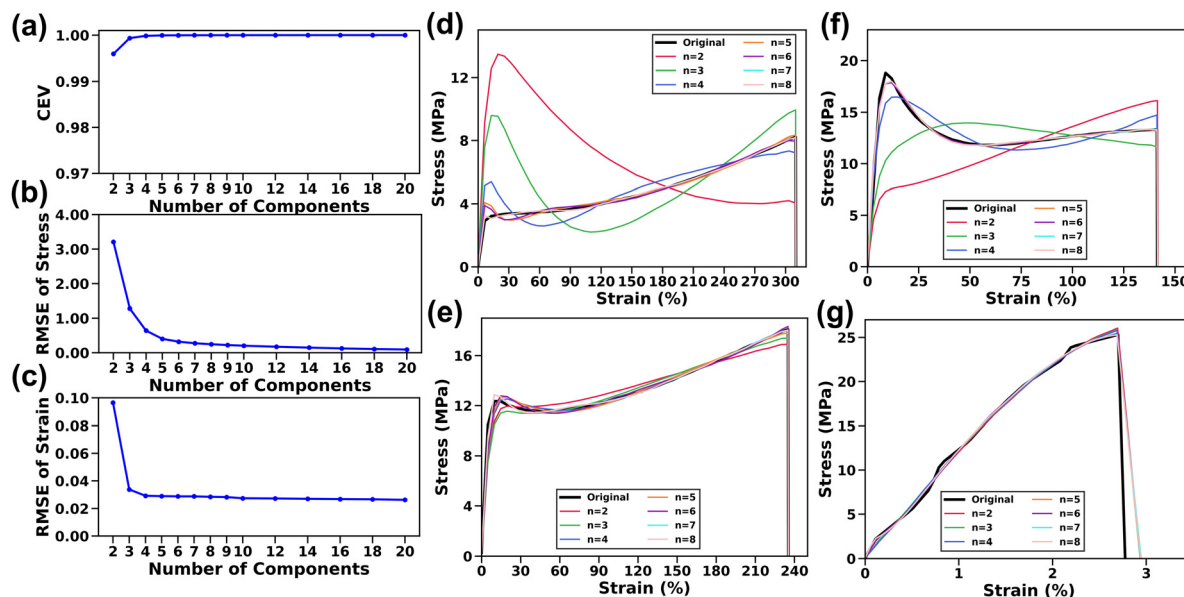 (a)
CEV
1.00
0.99
0.98
0.97
2 3 4 5 6 7 8 9 10 12 14 16 18 20
Number of Components
(b)
RMSE of Stress
4.00
3.00
2.00
1.00
0.00
2 3 4 5 6 7 8 9 10 12 14 16 18 20
Number of Components
(c)
RMSE of Strain
0.10
0.08
0.06
0.04
0.02
0.00
2 3 4 5 6 7 8 9 10 12 14 16 18 20
Number of Components
(d)
Stress (MPa)
12
8
4
0
Original n=5
n=2 n=6
n=3 n=7
n=4 n=8
0 30 60 90 120 150 180 210 240 270 300
Strain (%)
(e)
Stress (MPa)
16
12
8
4
0
Original n=5
n=2 n=6
n=3 n=7
n=4 n=8
0 30 60 90 120 150 180 210 240
Strain (%)
(f)
Stress (MPa)
20
15
10
5
0
Original n=5
n=2 n=6
n=3 n=7
n=4 n=8
0 25 50 75 100 125 150
Strain (%)
(g)
Stress (MPa)
25
20
15
10
5
0
Original n=5
n=2 n=6
n=3 n=7
n=4 n=8
0 1 2 3
Strain (%)